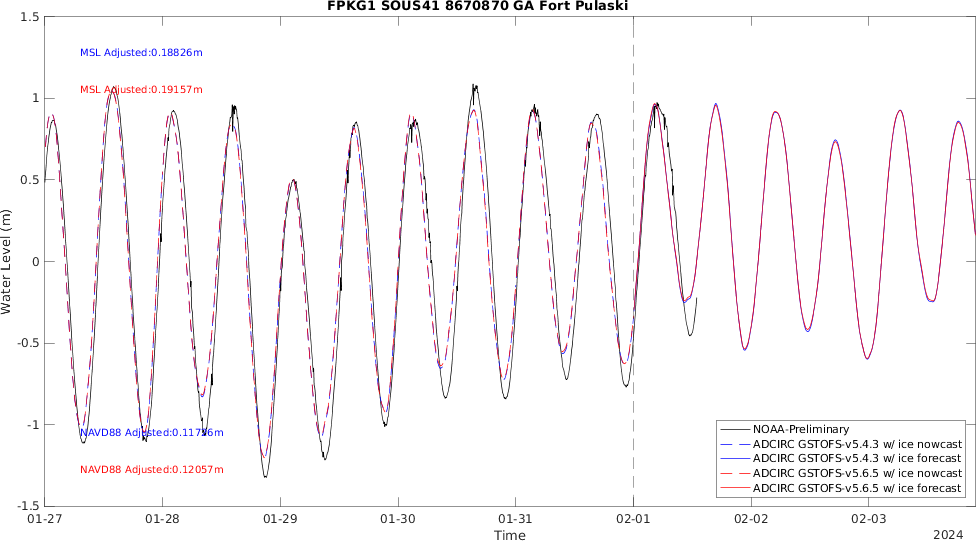 FPKG1 SOUS41 8670870 GA Fort Pulaski
1.5
1
0.5
0
-0.5
-1
-1.5
Water Level (m)
MSL Adjusted:0.18826m
MSL Adjusted:0.19157m
NAVD88 Adjusted:0.11726m
NAVD88 Adjusted:0.12057m
NOAA-Preliminary
ADCIRC GSTOFS-v5.4.3 w/ ice nowcast
ADCIRC GSTOFS-v5.4.3 w/ ice forecast
ADCIRC GSTOFS-v5.6.5 w/ ice nowcast
ADCIRC GSTOFS-v5.6.5 w/ ice forecast
01-27 01-28 01-29 01-30 01-31 02-01 02-02 02-03
Time
2024